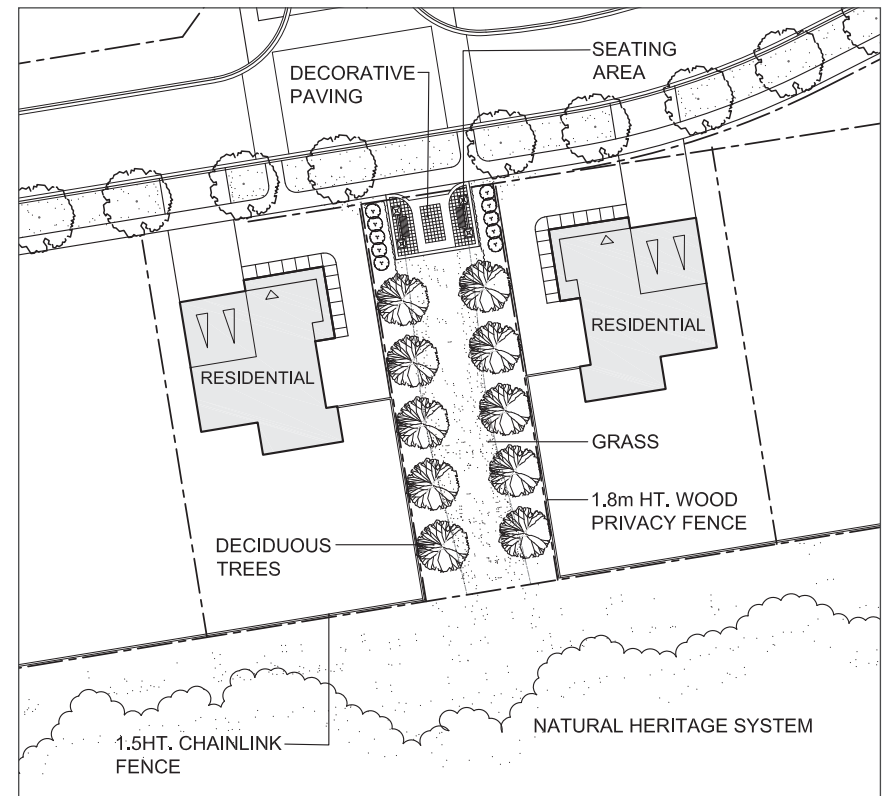 SEATING
AREA
DECORATIVE
PAVING
RESIDENTIAL
RESIDENTIAL
GRASS
1.8m HT. WOOD
PRIVACY FENCE
DECIDUOUS
TREES
NATURAL HERITAGE SYSTEM
1.5HT. CHAINLINK
FENCE